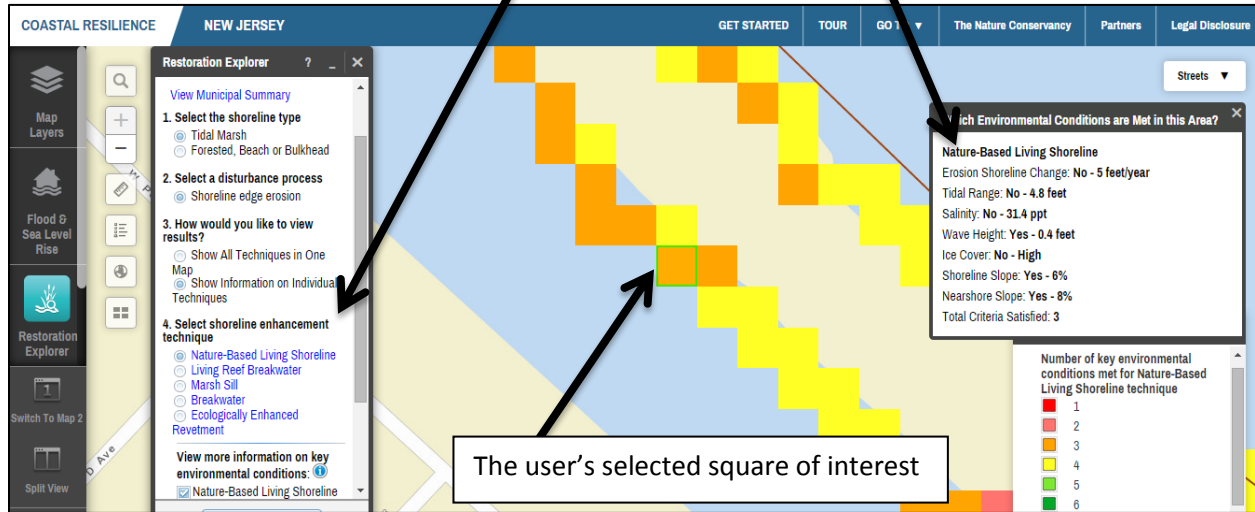 COASTAL RESILIENCE
NEW JERSEY
GET STARTED
TOUR
GO T ▼
The Nature Conservancy
Partners
Legal Disclosure
Map
Layers
Flood &
Sea Level
Rise
Restoration
Explorer
1
Switch To Map 2
Split View
Restoration Explorer ? _ ×
View Municipal Summary
1. Select the shoreline type
Tidal Marsh
Forested, Beach or Bulkhead
2. Select a disturbance process
Shoreline edge erosion
3. How would you like to view
results?
Show All Techniques in One
Map
Show Information on Individual
Techniques
4. Select shoreline enhancement
technique
Nature-Based Living Shoreline
Living Reef Breakwater
Marsh Sill
Breakwater
Ecologically Enhanced
Revetment
View more information on key
environmental conditions:
Nature-Based Living Shoreline
W P
D Ave
The user's selected square of interest
Streets ▼
Environmental Conditions are Met in this Area? ×
Nature-Based Living Shoreline
Erosion Shoreline Change: No - 5 feet/year
Tidal Range: No - 4.8 feet
Salinity: No - 31.4 ppt
Wave Height: Yes - 0.4 feet
Ice Cover: No - High
Shoreline Slope: Yes - 6%
Nearshore Slope: Yes - 8%
Total Criteria Satisfied: 3
Number of key environmental
conditions met for Nature-Based
Living Shoreline technique
1
2
3
4
5
6